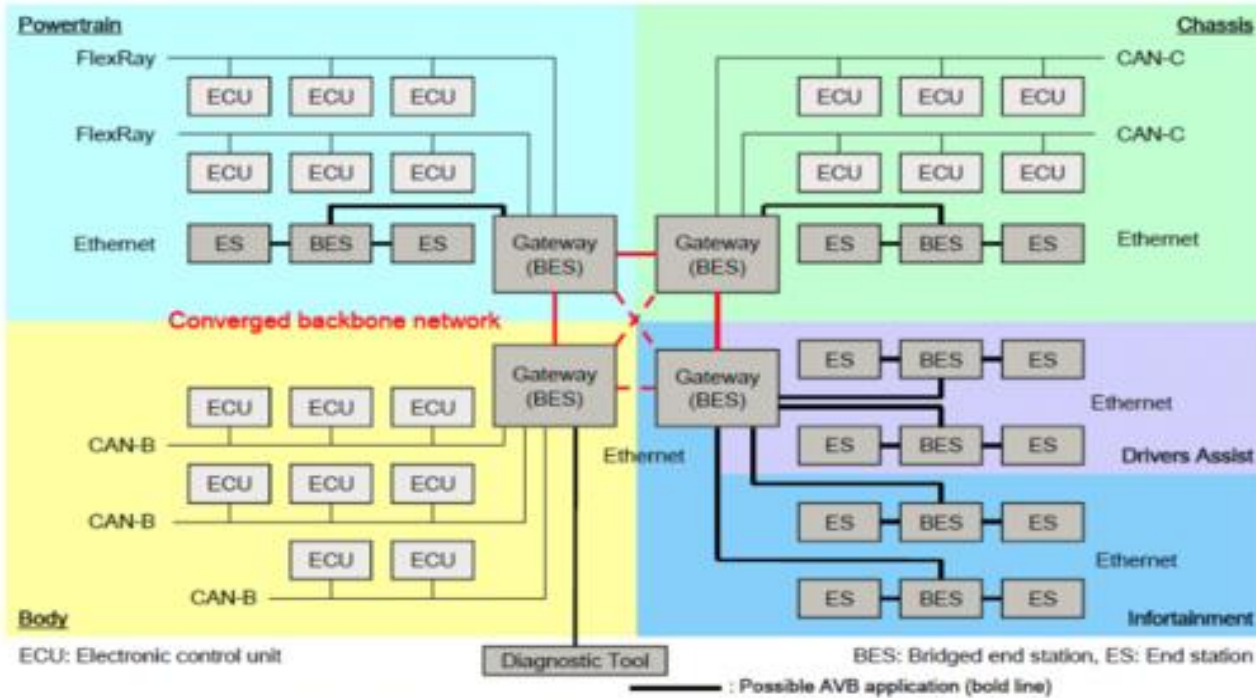 Powertrain
Chassis
FlexRay
CAN-C
ECU ECU ECU
ECU ECU ECU
FlexRay
CAN-C
ECU ECU ECU
ECU ECU ECU
Ethernet
ES BES ES
Gateway
(BES)
Gateway
(BES)
ES BES ES
Ethernet
Converged backbone network
Gateway
(BES)
Gateway
(BES)
ES BES ES
Ethernet
ES BES ES
Drivers Assist
ECU ECU ECU
CAN-B
Ethernet
ECU ECU ECU
CAN-B
ECU ECU
CAN-B
Body
ES BES ES
Ethernet
ES BES ES
Infortainment
ECU: Electronic control unit
Diagnostic Tool
BES: Bridged end station, ES: End station
: Possible AVB application (bold line)